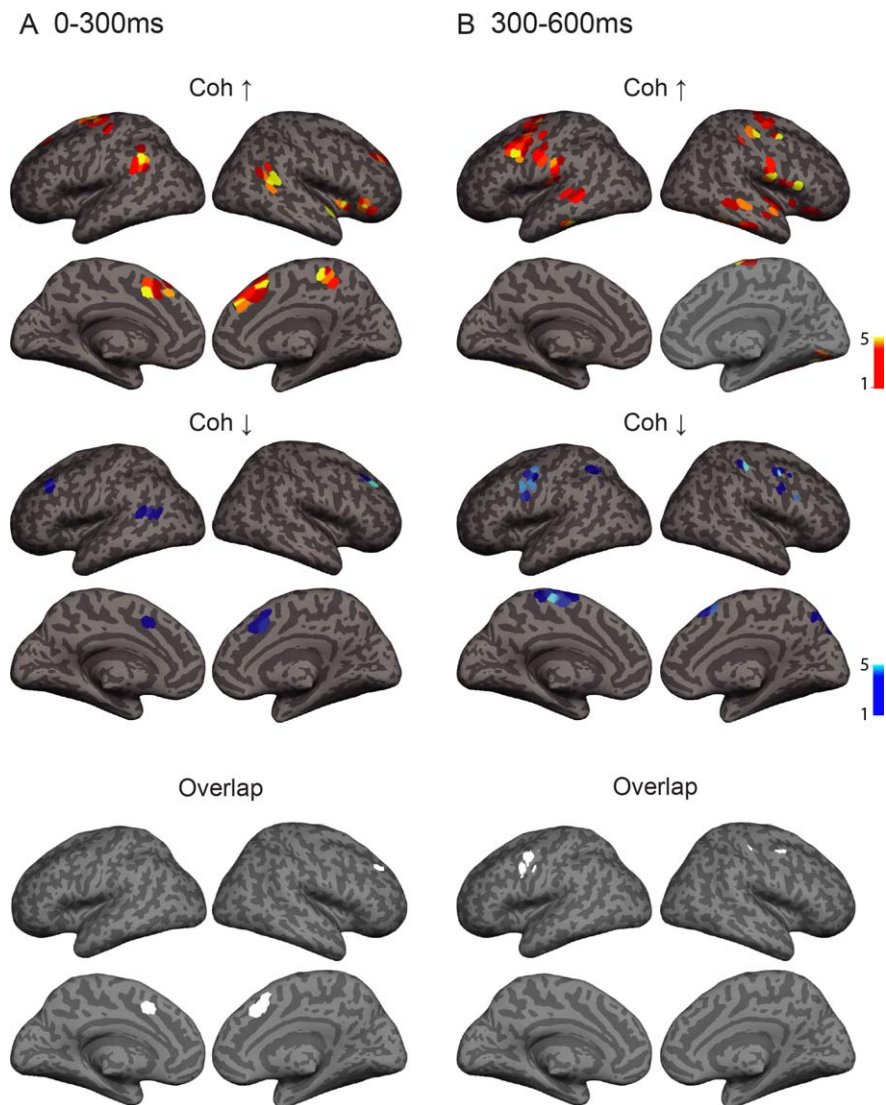 A 0-300ms
B 300-600ms
Coh ↑
Coh ↑
5
1
Coh ↓
Coh ↓
5
1
Overlap
Overlap